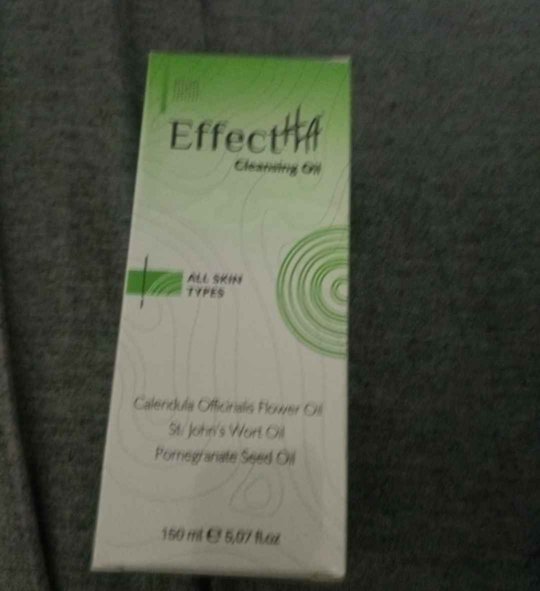 EffectHA
Cleansing Oil
ALL SKIN
TYPES
Calendula Officinalis Flower Oil
St. John's Wort Oil
Pomegranate Seed Oil
150 ml ℮ 5,07 fl.oz